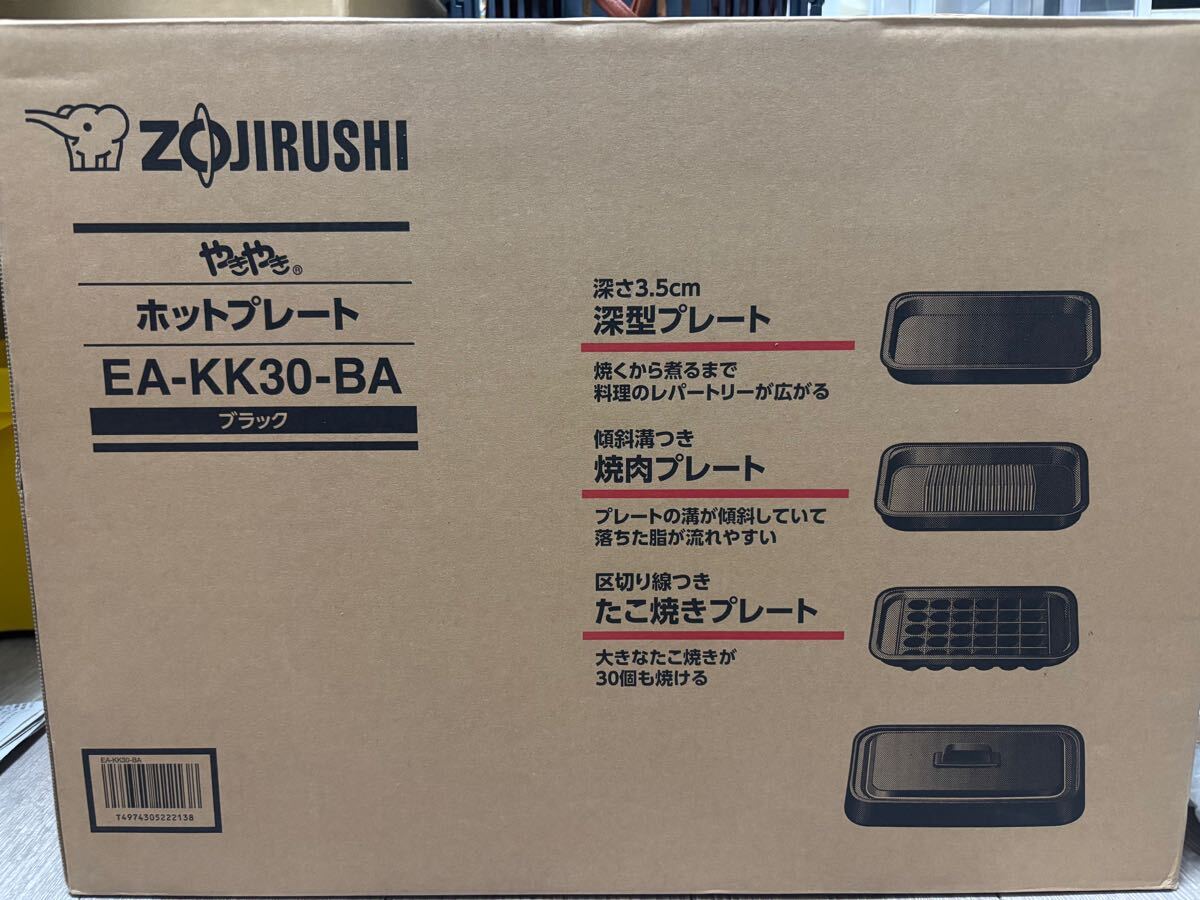 ZOJIRUSHI
やきやき®
ホットプレート
EA-KK30-BA
ブラック
深さ3.5cm
深型プレート
焼くから煮るまで
料理のレパートリーが広がる
傾斜溝つき
焼肉プレート
プレートの溝が傾斜していて
落ちた脂が流れやすい
区切り線つき
たこ焼きプレート
大きなたこ焼きが
30個も焼ける
EA-KK30-BA
T4974305222138